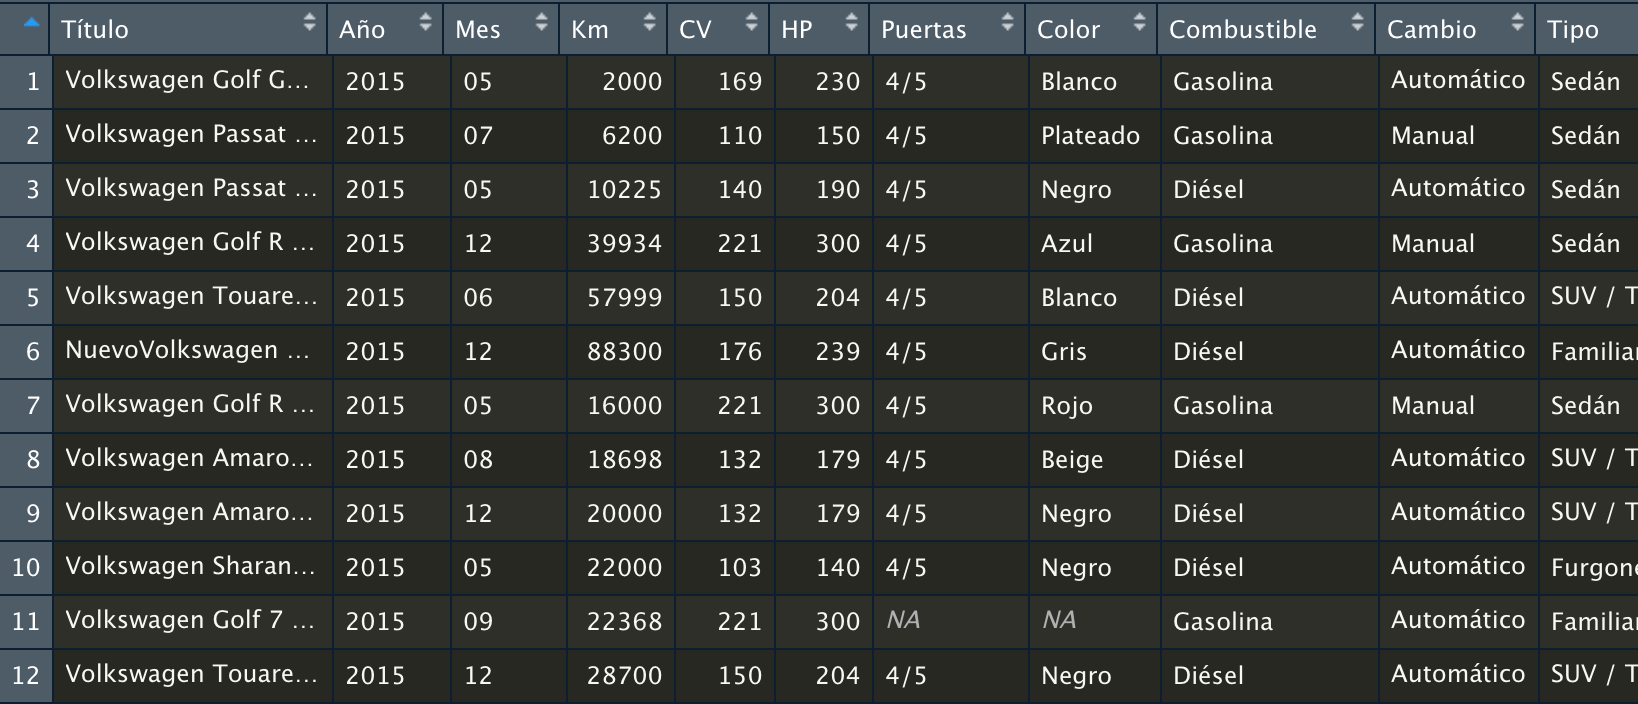 Título Año Mes Km CV HP Puertas Color Combustible Cambio Tipo
1 Volkswagen Golf G... 2015 05 2000 169 230 4/5 Blanco Gasolina Automático Sedán
2 Volkswagen Passat ... 2015 07 6200 110 150 4/5 Plateado Gasolina Manual Sedán
3 Volkswagen Passat ... 2015 05 10225 140 190 4/5 Negro Diésel Automático Sedán
4 Volkswagen Golf R ... 2015 12 39934 221 300 4/5 Azul Gasolina Manual Sedán
5 Volkswagen Touare... 2015 06 57999 150 204 4/5 Blanco Diésel Automático SUV / T
6 NuevoVolkswagen ... 2015 12 88300 176 239 4/5 Gris Diésel Automático Familiar
7 Volkswagen Golf R ... 2015 05 16000 221 300 4/5 Rojo Gasolina Manual Sedán
8 Volkswagen Amaro... 2015 08 18698 132 179 4/5 Beige Diésel Automático SUV / T
9 Volkswagen Amaro... 2015 12 20000 132 179 4/5 Negro Diésel Automático SUV / T
10 Volkswagen Sharan... 2015 05 22000 103 140 4/5 Negro Diésel Automático Furgone
11 Volkswagen Golf 7 ... 2015 09 22368 221 300 NA NA Gasolina Automático Familiar
12 Volkswagen Touare... 2015 12 28700 150 204 4/5 Negro Diésel Automático SUV / T